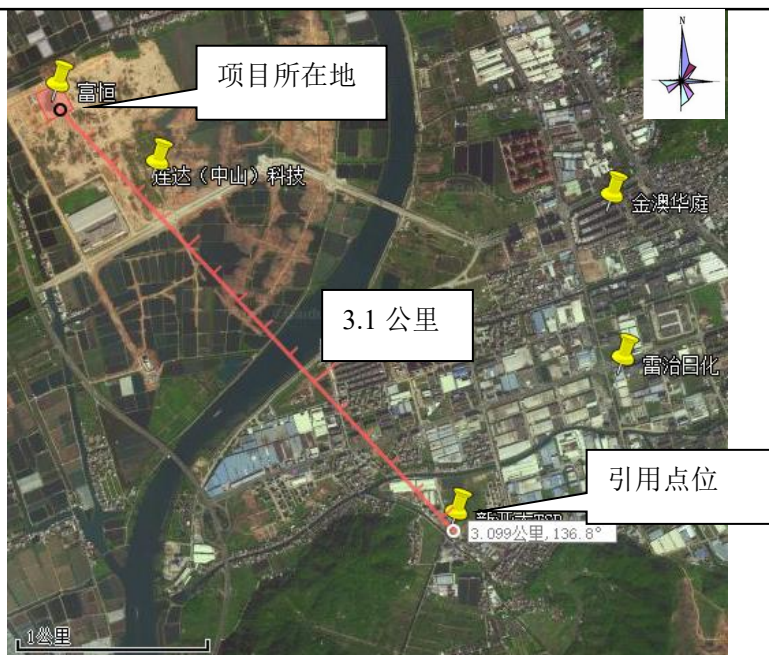 N
项目所在地
富恒
连达（中山）科技
金澳华庭
3.1 公里
雷治日化
引用点位
3.099公里,136.8°
1公里